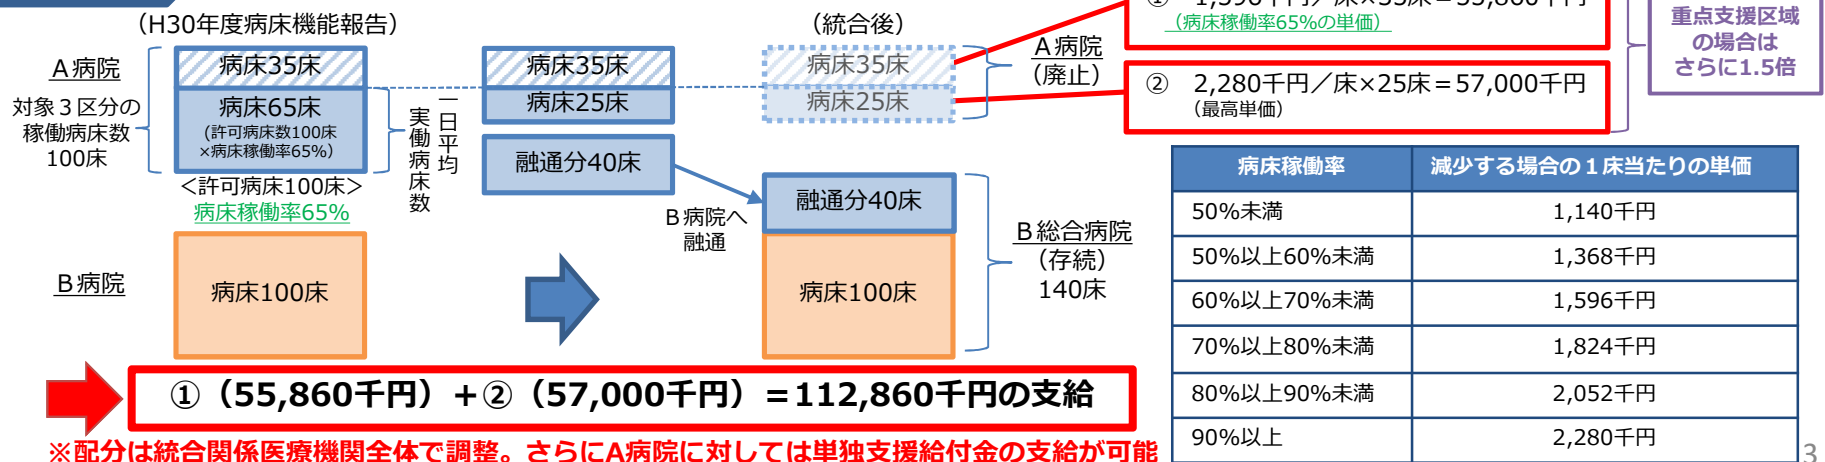 （H30年度病床機能報告）
（統合後）
Ａ病院
対象３区分の
稼働病床数
100床
病床35床
病床65床
(許可病床数100床
×病床稼働率65%)
＜許可病床100床＞
病床稼働率65%
一日平均
実働病床数
病床35床
病床25床
融通分40床
Ｂ病院へ
融通
病床35床
病床25床
Ａ病院
（廃止）
融通分40床
病床100床
Ｂ総合病院
（存続）
140床
Ｂ病院
病床100床
① 1,596千円／床×35床＝55,860千円
（病床稼働率65%の単価）
② 2,280千円／床×25床＝57,000千円
（最高単価）
重点支援区域
の場合は
さらに1.5倍
病床稼働率 減少する場合の１床当たりの単価
50%未満 1,140千円
50%以上60%未満 1,368千円
60%以上70%未満 1,596千円
70%以上80%未満 1,824千円
80%以上90%未満 2,052千円
90%以上 2,280千円
①（55,860千円）＋②（57,000千円）＝112,860千円の支給
※配分は統合関係医療機関全体で調整。さらにA病院に対しては単独支援給付金の支給が可能
3